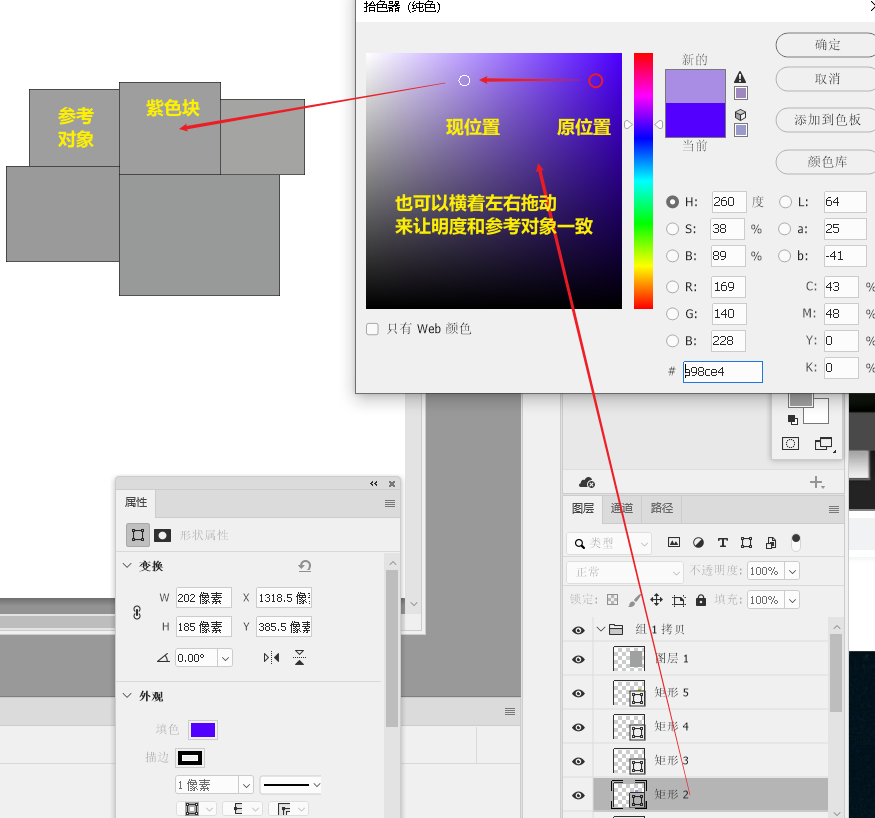 拾色器（纯色）
参考
对象
紫色块
现位置
原位置
也可以横着左右拖动
来让明度和参考对象一致
新的
当前
确定
取消
添加到色板
颜色库
H: 260 度
L: 64
S: 38 %
a: 25
B: 89 %
b: -41
R: 169
C: 43 %
G: 140
M: 48 %
B: 228
Y: 0 %
# a98ce4
K: 0 %
只有 Web 颜色
属性
形状属性
变换
W 202 像素 X 1318.5 像
H 185 像素 Y 385.5 像素
0.00°
外观
填色
描边
1 像素
图层 通道 路径
类型
正常 不透明度: 100%
锁定: 填充: 100%
组 1 拷贝
图层 1
矩形 5
矩形 4
矩形 3
矩形 2